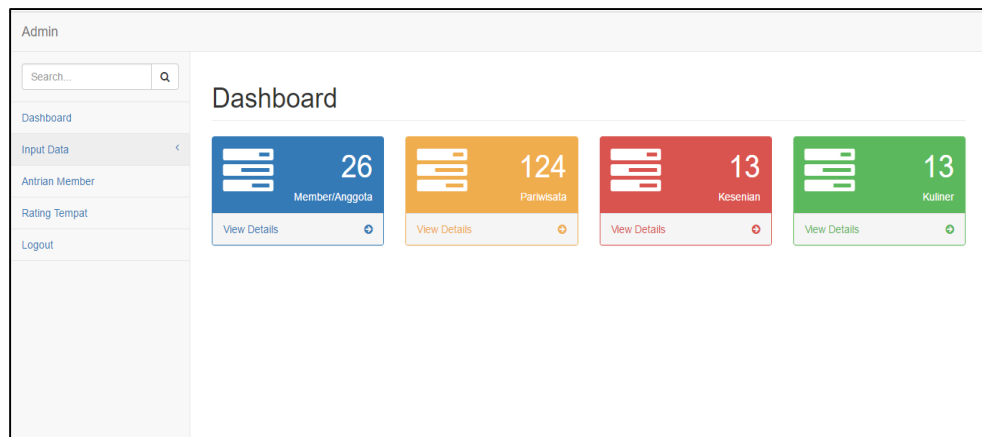 Admin
Search...
Dashboard
Input Data
Antrian Member
Rating Tempat
Logout
Dashboard
26
Member/Anggota
View Details
124
Pariwisata
View Details
13
Kesenian
View Details
13
Kuliner
View Details